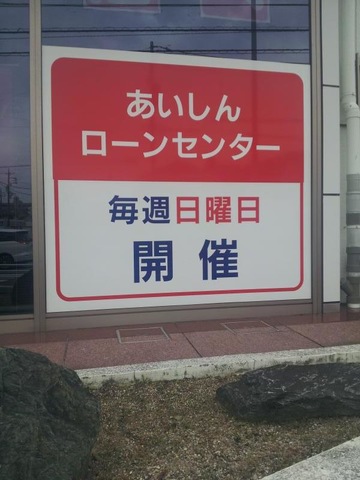 あいしん
ローンセンター
毎週日曜日
開催